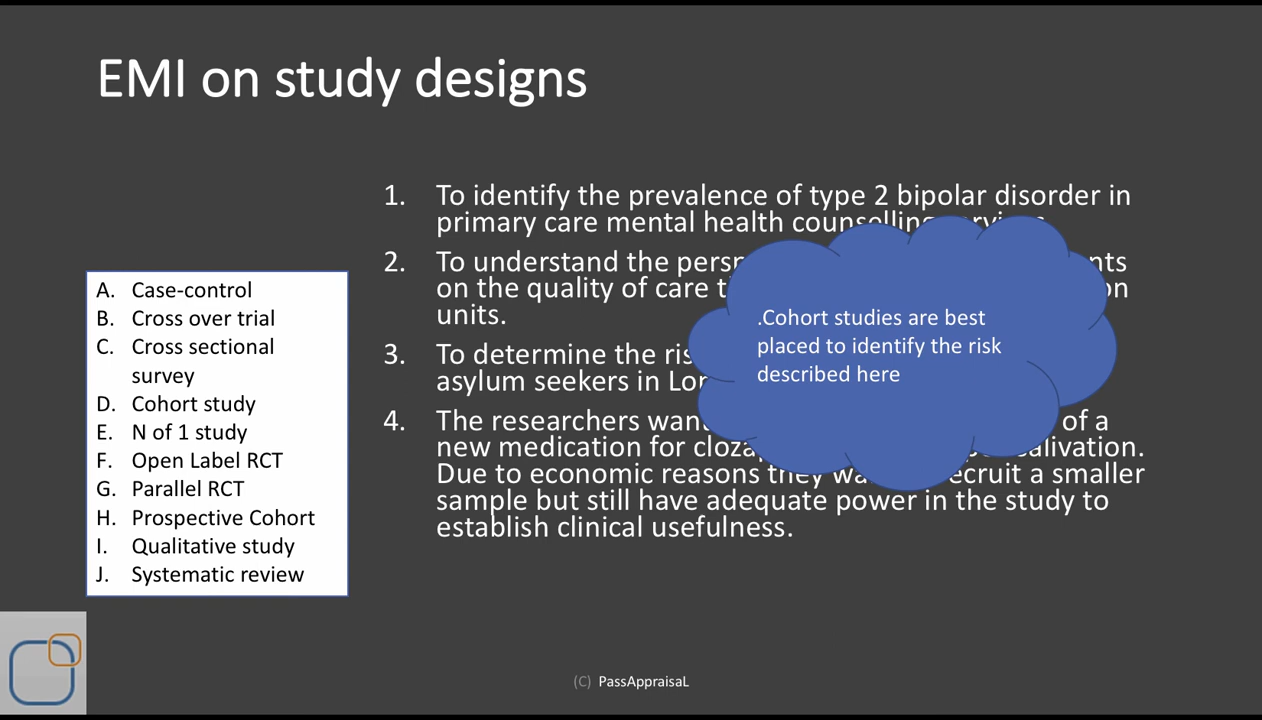 EMI on study designs
1. To identify the prevalence of type 2 bipolar disorder in
primary care mental health counselling
2. To understand the
on the quality of care
units.
3. To determine the
asylum seekers in
4. The researchers of a
new medication for salivation.
Due to economic reasons they a smaller
sample but still have adequate power in the study to
establish clinical usefulness.
A. Case-control
B. Cross over trial
C. Cross sectional
survey
D. Cohort study
E. N of 1 study
F. Open Label RCT
G. Parallel RCT
H. Prospective Cohort
I. Qualitative study
J. Systematic review
.Cohort studies are best
placed to identify the risk
described here
(C) PassAppraisaL